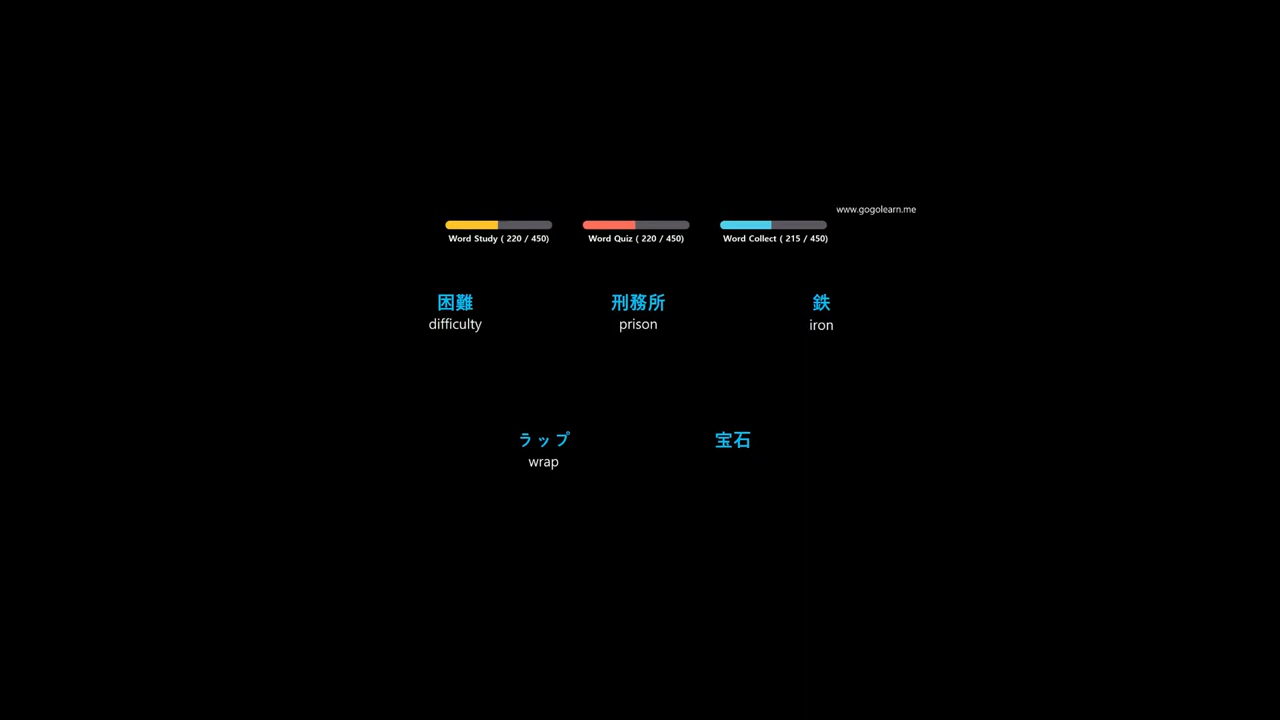 www.gogolearn.me
Word Study ( 220 / 450)
Word Quiz ( 220 / 450)
Word Collect ( 215 / 450)
困難
difficulty
刑務所
prison
鉄
iron
ラップ
wrap
宝石